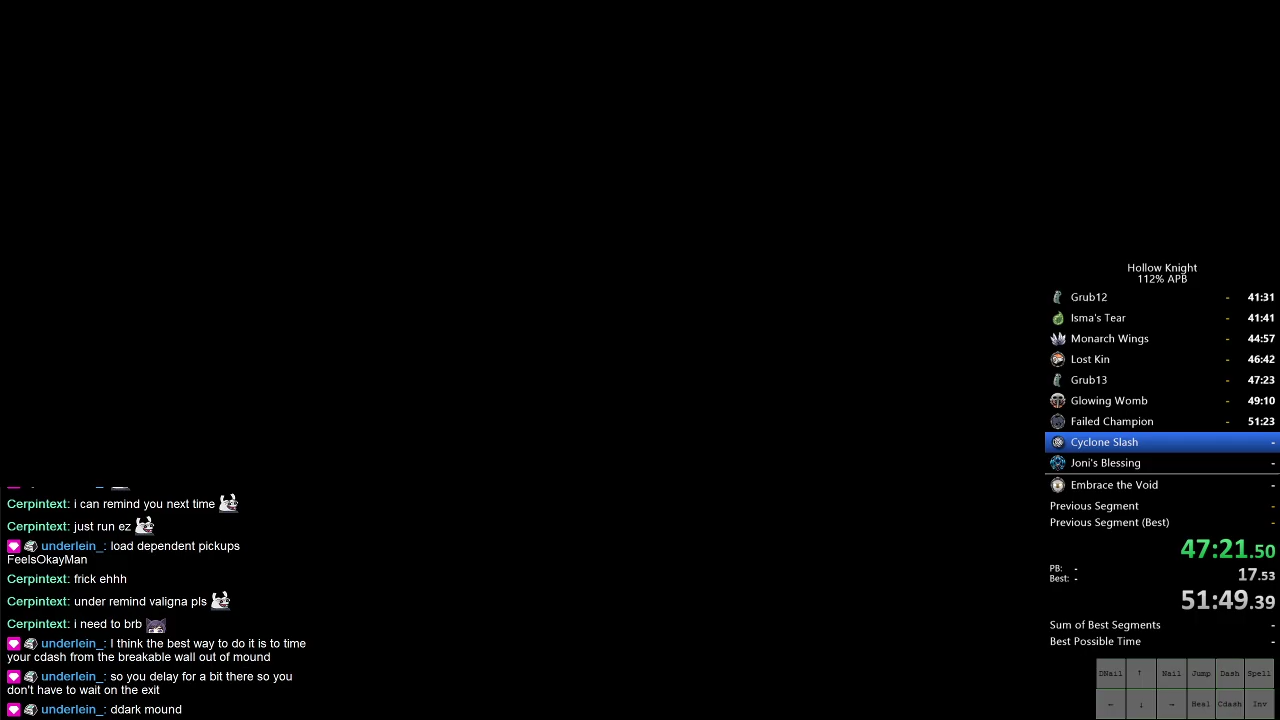 Hollow Knight
112% APB
Grub12 - 41:31
Isma's Tear - 41:41
Monarch Wings - 44:57
Lost Kin - 46:42
Grub13 - 47:23
Glowing Womb - 49:10
Failed Champion - 51:23
Cyclone Slash -
Joni's Blessing -
Embrace the Void -
Previous Segment -
Previous Segment (Best) -
47:21.50
PB: -
Best: -
17.53
51:49.39
Sum of Best Segments -
Best Possible Time -
DNail ↑ Nail Jump Dash Spell
← ↓ → Heal Cdash Inv
Cerpintext: i can remind you next time
Cerpintext: just run ez
underlein_: load dependent pickups
FeelsOkayMan
Cerpintext: frick ehhh
Cerpintext: under remind valigna pls
Cerpintext: i need to brb
underlein_: I think the best way to do it is to time
your cdash from the breakable wall out of mound
underlein_: so you delay for a bit there so you
don't have to wait on the exit
underlein_: ddark mound